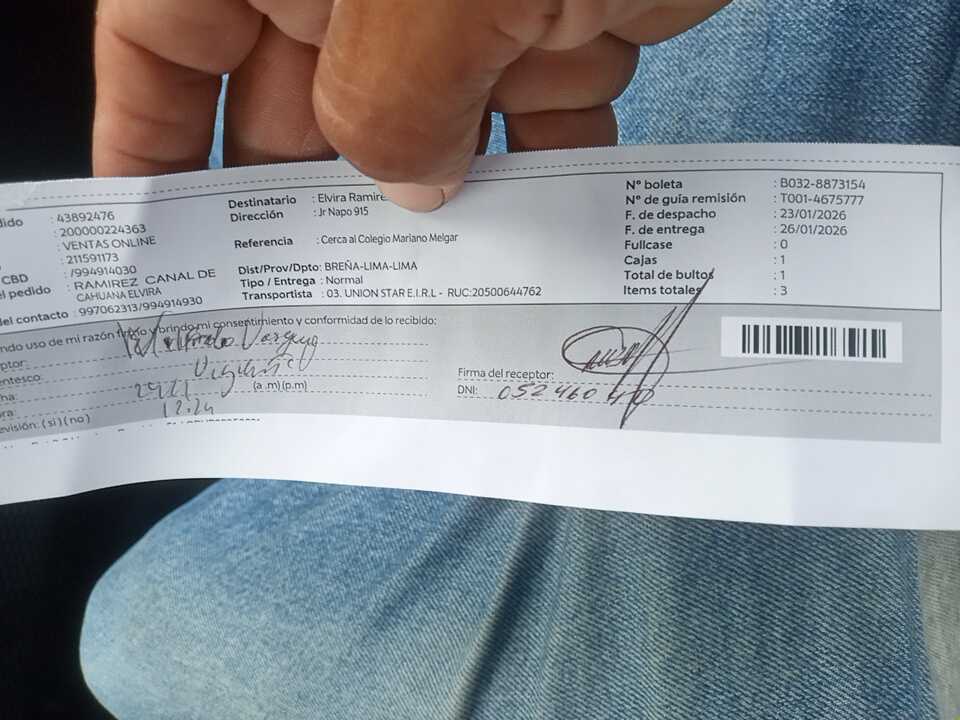 dido : 43892476
: 200000224363
: VENTAS ONLINE
: 211591173
CBD : /994914030
el pedido : RAMIREZ CANAL DE
CAHUANA ELVIRA
del contacto : 997062313/994914930
Destinatario : Elvira Ramire
Dirección : Jr Napo 915
Referencia : Cerca al Colegio Mariano Melgar
Dist/Prov/Dpto: BREÑA-LIMA-LIMA
Tipo / Entrega : Normal
Transportista : 03. UNION STAR E.I.R.L - RUC:20500644762
N° boleta : B032-8873154
N° de guía remisión : T001-4675777
F. de despacho : 23/01/2026
F. de entrega : 26/01/2026
Fullcase : 0
Cajas : 1
Total de bultos : 1
Items totales : 3
ndo uso de mi razón firmo y brindo mi consentimiento y conformidad de lo recibido:
ptor:
entesco:
ha: (a .m)(p.m)
ora: 12.24
evisión: ( si ) ( no )
Firma del receptor:
DNI: